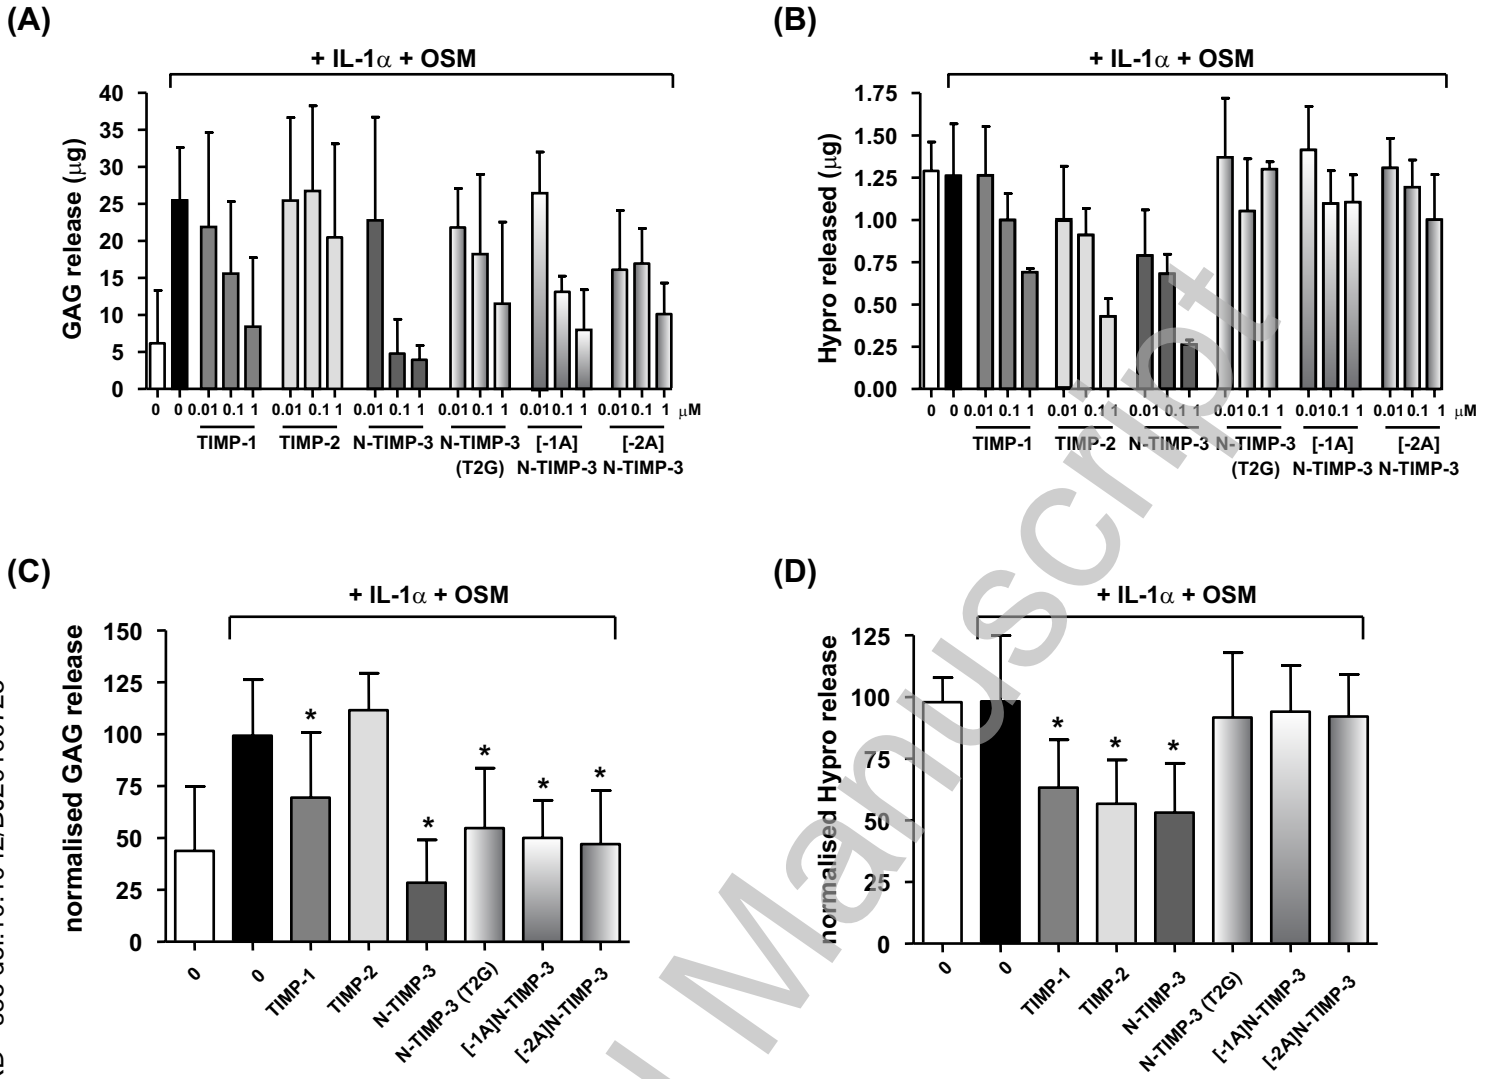 (A)
+ IL-1α + OSM
GAG release (µg)
40
35
30
25
20
15
10
5
0
0 0 0.01 0.1 1 0.01 0.1 1 0.01 0.1 1 0.01 0.1 1 0.01 0.1 1 0.01 0.1 1 µM
TIMP-1 TIMP-2 N-TIMP-3 N-TIMP-3 [-1A] [-2A]
(T2G) N-TIMP-3 N-TIMP-3
(B)
+ IL-1α + OSM
Hypro released (µg)
1.75
1.50
1.25
1.00
0.75
0.50
0.25
0.00
0 0 0.01 0.1 1 0.01 0.1 1 0.01 0.1 1 0.01 0.1 1 0.01 0.1 1 0.01 0.1 1 µM
TIMP-1 TIMP-2 N-TIMP-3 N-TIMP-3 [-1A] [-2A]
(T2G) N-TIMP-3 N-TIMP-3
(C)
+ IL-1α + OSM
normalised GAG release
150
125
100
75
50
25
0
* * * * *
0
0
TIMP-1
TIMP-2
N-TIMP-3
N-TIMP-3 (T2G)
[-1A]N-TIMP-3
[-2A]N-TIMP-3
(D)
+ IL-1α + OSM
normalised Hypro release
125
100
75
50
25
0
* * *
0
0
TIMP-1
TIMP-2
N-TIMP-3
N-TIMP-3 (T2G)
[-1A]N-TIMP-3
[-2A]N-TIMP-3
Manuscript